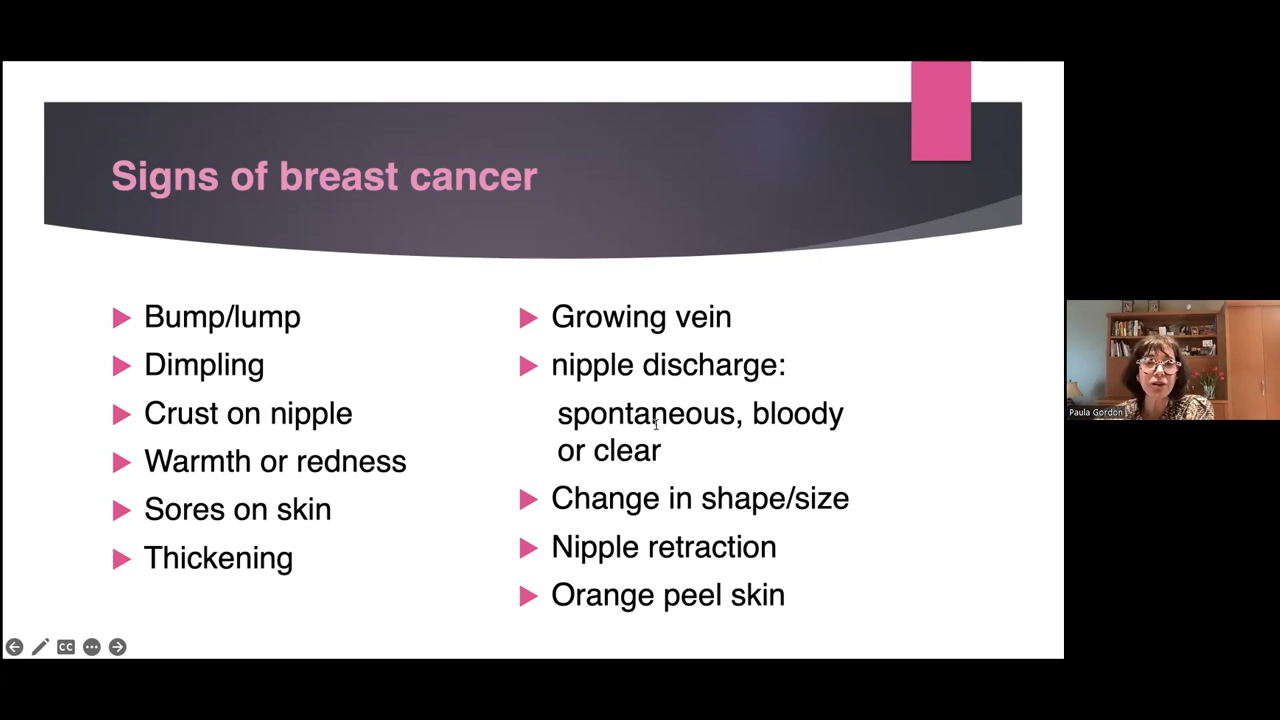 Signs of breast cancer
Bump/lump
Dimpling
Crust on nipple
Warmth or redness
Sores on skin
Thickening
Growing vein
nipple discharge:
spontaneous, bloody
or clear
Change in shape/size
Nipple retraction
Orange peel skin
CC
Paula Gordon